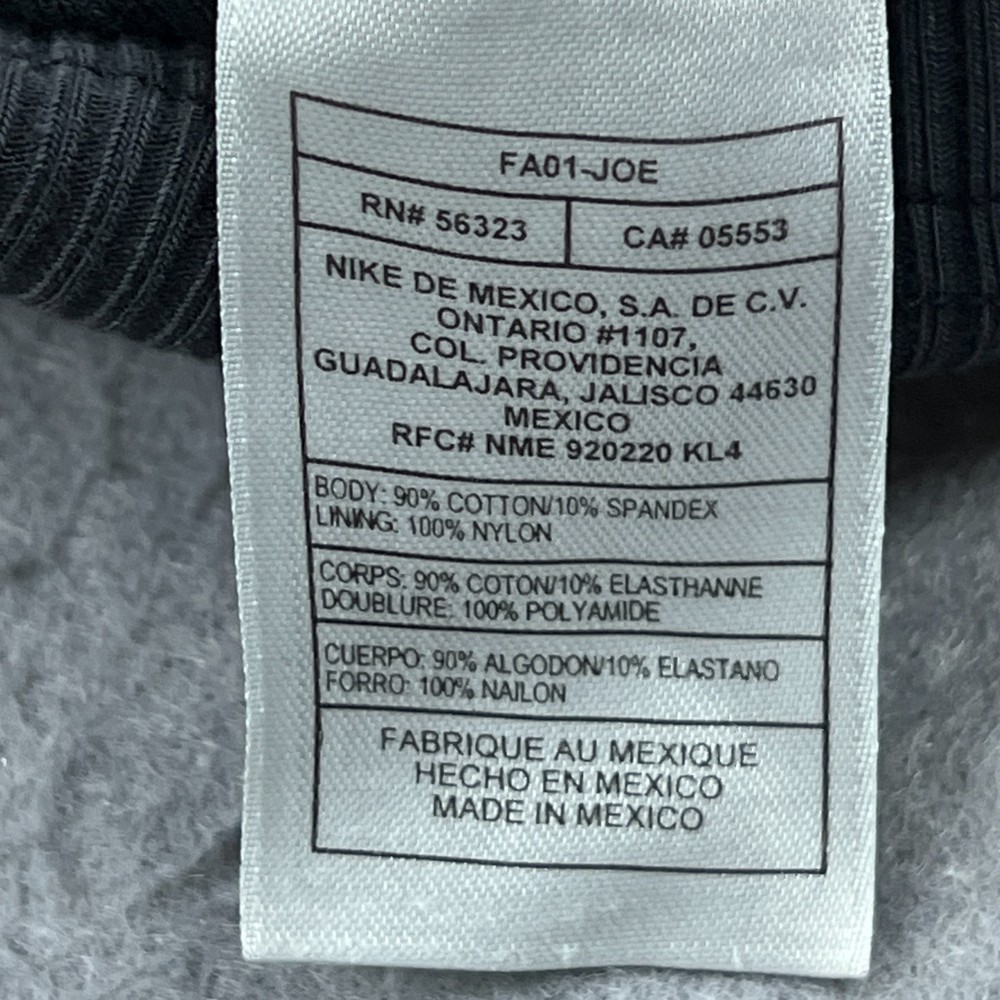 FA01-JOE
RN# 56323 CA# 05553
NIKE DE MEXICO, S.A. DE C.V.
ONTARIO #1107,
COL. PROVIDENCIA
GUADALAJARA, JALISCO 44630
MEXICO
RFC# NME 920220 KL4
BODY: 90% COTTON/10% SPANDEX
LINING: 100% NYLON
CORPS: 90% COTON/10% ELASTHANNE
DOUBLURE: 100% POLYAMIDE
CUERPO: 90% ALGODON/10% ELASTANO
FORRO: 100% NAILON
FABRIQUE AU MEXIQUE
HECHO EN MEXICO
MADE IN MEXICO